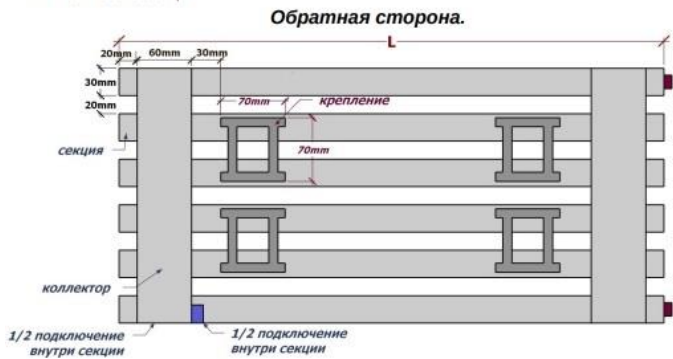 Обратная сторона.
L
20mm 60mm 30mm
30mm
20mm
70mm
крепление
70mm
секция
коллектор
1/2 подключение
внутри секции
1/2 подключение
внутри секции